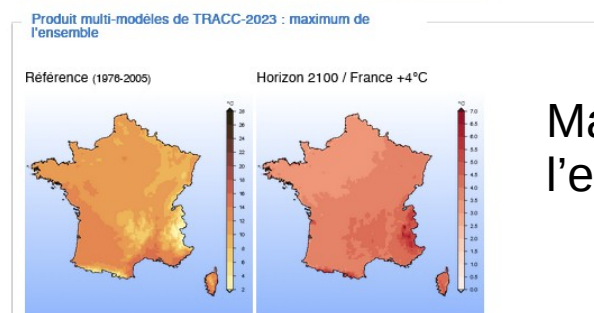 Produit multi-modèles de TRACC-2023 : maximum de
l'ensemble
Référence (1976-2005)
Horizon 2100 / France +4°C
Ma
l'e